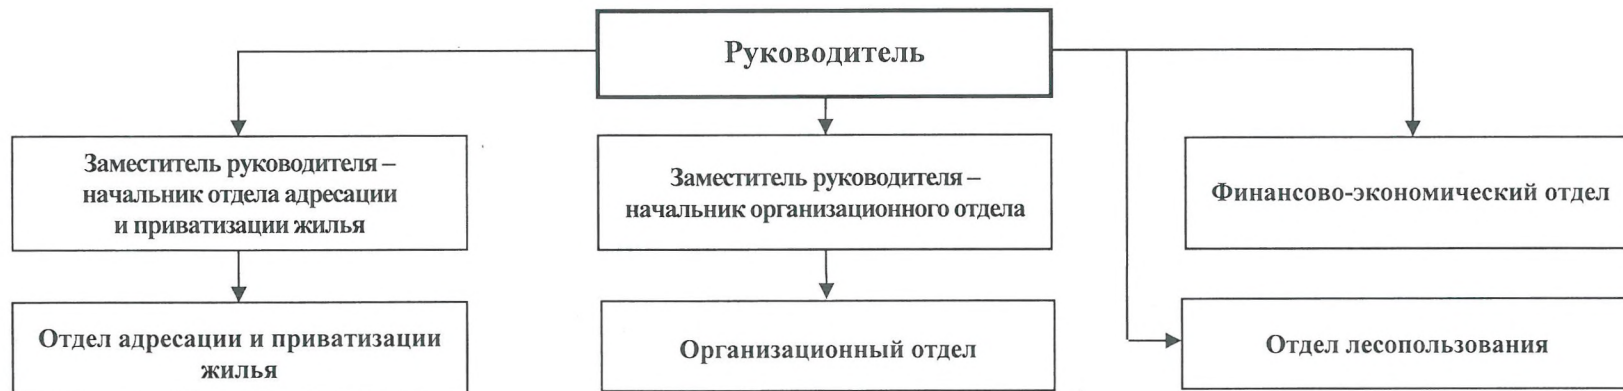 Руководитель
Заместитель руководителя –
начальник отдела адресации
и приватизации жилья
Заместитель руководителя –
начальник организационного отдела
Финансово-экономический отдел
Отдел адресации и приватизации
жилья
Организационный отдел
Отдел лесопользования